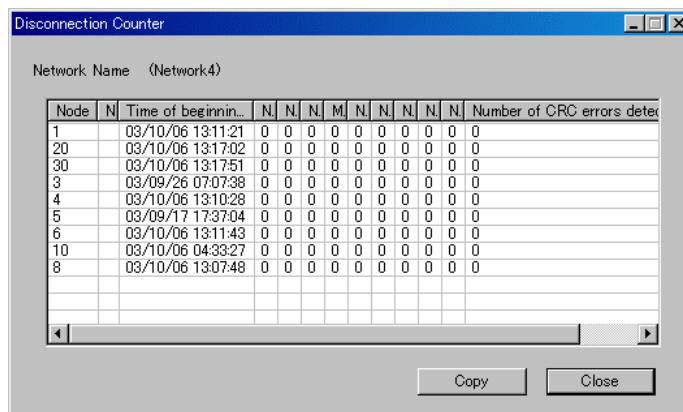 Disconnection Counter
Network Name (Network4)
Node N Time of beginnin... N. N. N. M. N. N. N. N. N. Number of CRC errors detec
1 03/10/06 13:11:21 0 0 0 0 0 0 0 0 0 0
20 03/10/06 13:17:02 0 0 0 0 0 0 0 0 0 0
30 03/10/06 13:17:51 0 0 0 0 0 0 0 0 0 0
3 03/09/26 07:07:38 0 0 0 0 0 0 0 0 0 0
4 03/10/06 13:10:28 0 0 0 0 0 0 0 0 0 0
5 03/09/17 17:37:04 0 0 0 0 0 0 0 0 0 0
6 03/10/06 13:11:43 0 0 0 0 0 0 0 0 0 0
10 03/10/06 04:33:27 0 0 0 0 0 0 0 0 0 0
8 03/10/06 13:07:48 0 0 0 0 0 0 0 0 0 0
Copy Close